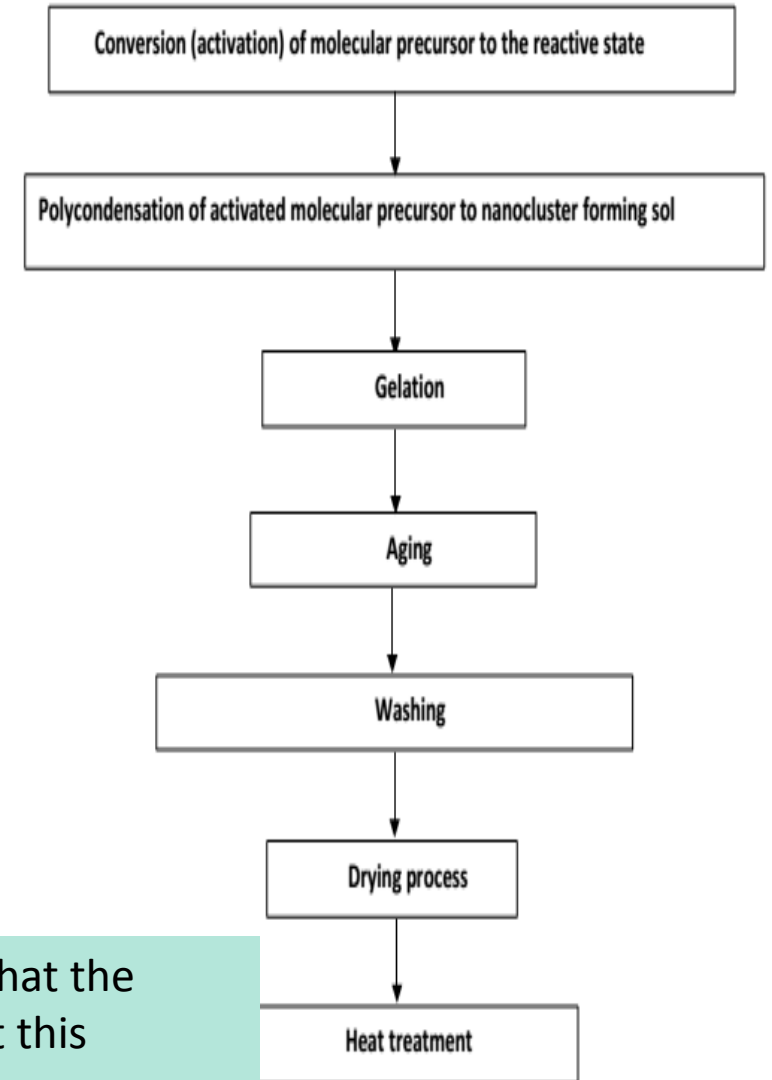 Conversion (activation) of molecular precursor to the reactive state
Polycondensation of activated molecular precursor to nanocluster forming sol
Gelation
Aging
Washing
Drying process
hat the
t this
Heat treatment